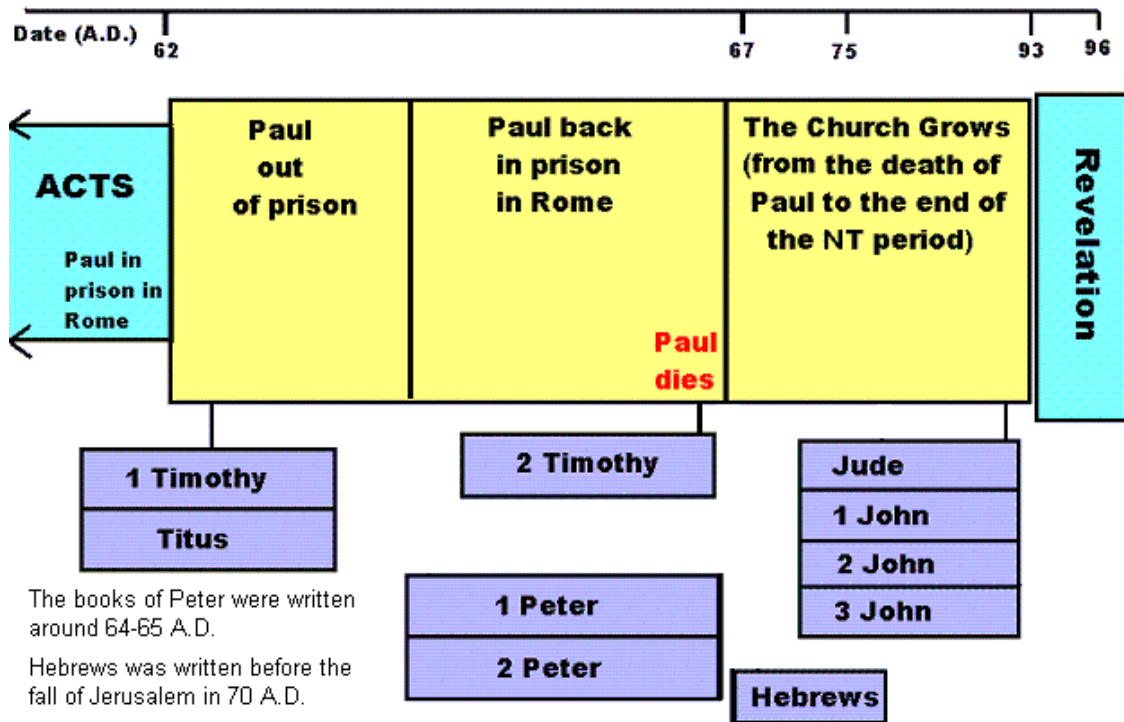 Date (A.D.)
62
67
75
93
96
ACTS
Paul in
prison in
Rome
Paul
out
of prison
Paul back
in prison
in Rome
Paul
dies
The Church Grows
(from the death of
Paul to the end of
the NT period)
Revelation
1 Timothy
Titus
2 Timothy
1 Peter
2 Peter
Jude
1 John
2 John
3 John
Hebrews
The books of Peter were written
around 64-65 A.D.
Hebrews was written before the
fall of Jerusalem in 70 A.D.